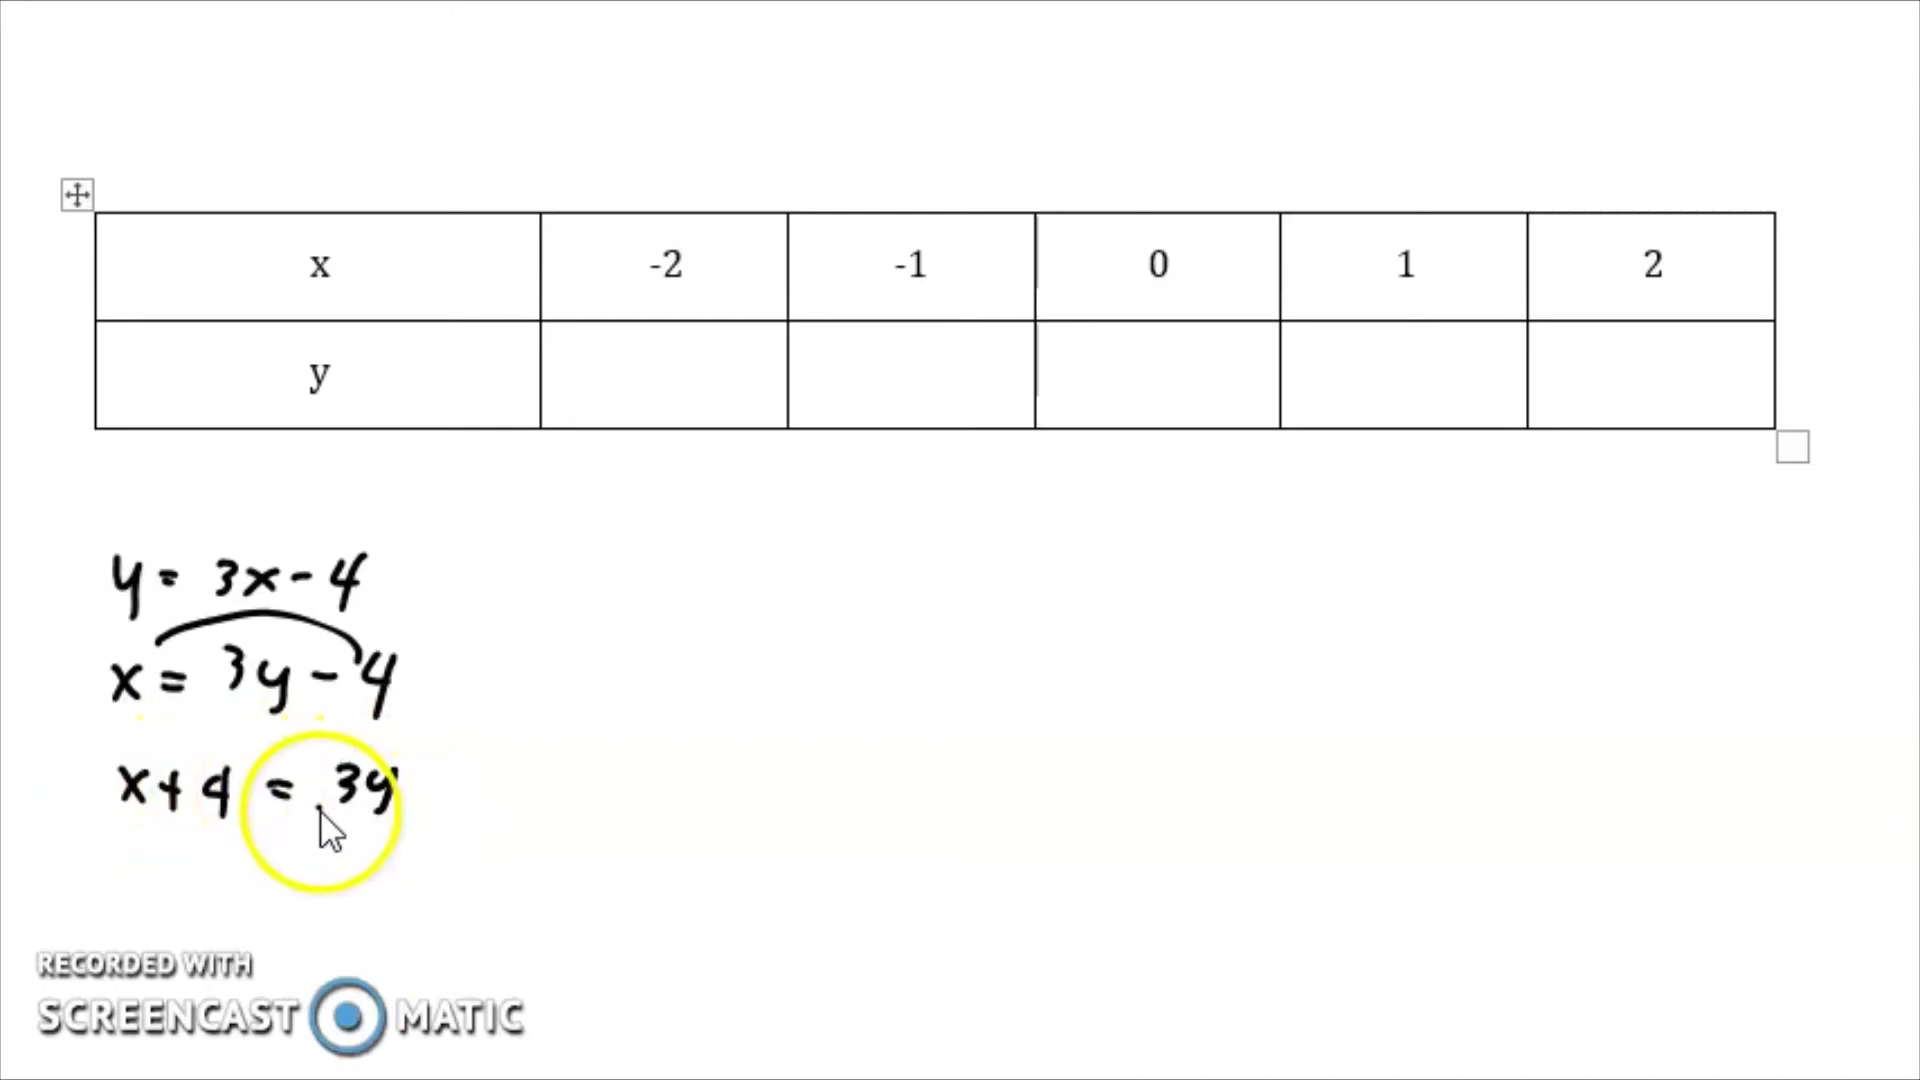 x -2 -1 0 1 2
y
y = 3x - 4
x = 3y - 4
x + 4 = 3y
RECORDED WITH
SCREENCAST MATIC